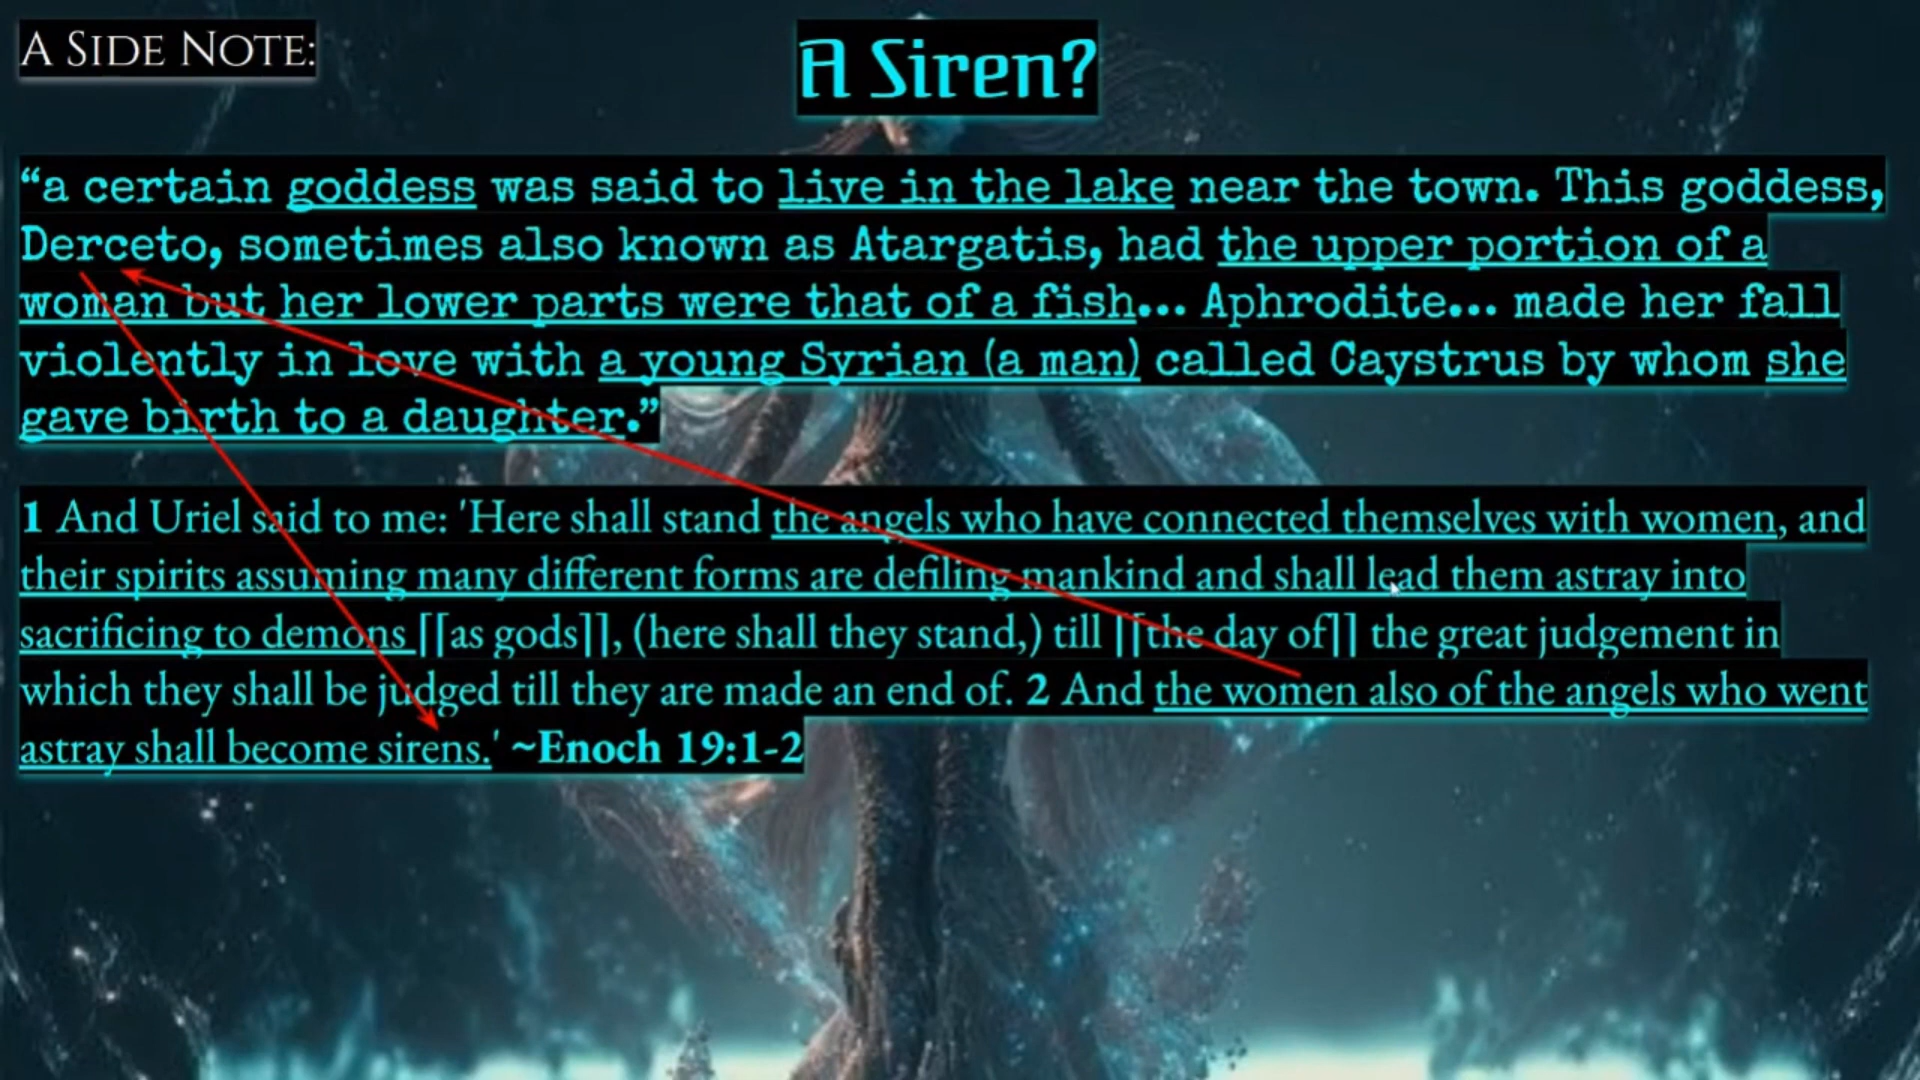 A SIDE NOTE:
A Siren?
“a certain goddess was said to live in the lake near the town. This goddess,
Derceto, sometimes also known as Atargatis, had the upper portion of a
woman but her lower parts were that of a fish... Aphrodite... made her fall
violently in love with a young Syrian (a man) called Caystrus by whom she
gave birth to a daughter.”
1 And Uriel said to me: 'Here shall stand the angels who have connected themselves with women, and
their spirits assuming many different forms are defiling mankind and shall lead them astray into
sacrificing to demons [[as gods]], (here shall they stand,) till [[the day of]] the great judgement in
which they shall be judged till they are made an end of. 2 And the women also of the angels who went
astray shall become sirens.' ~Enoch 19:1-2